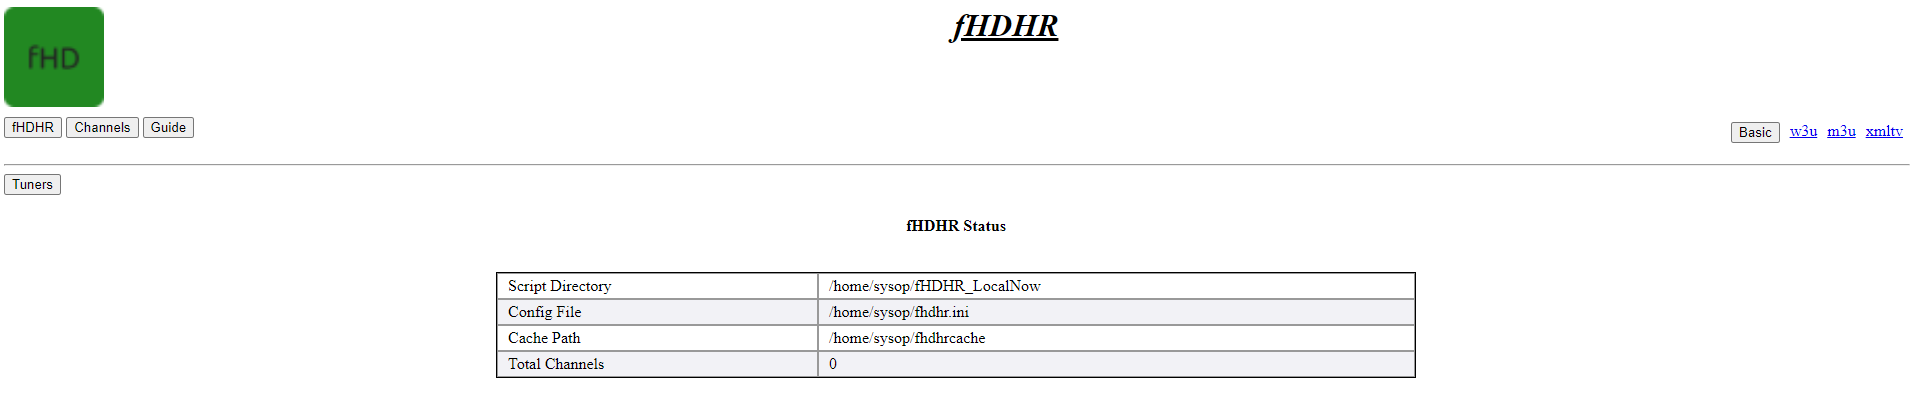 fHD
fHDHR
fHDHR Channels Guide Basic w3u m3u xmltv
Tuners
fHDHR Status
Script Directory /home/sysop/fHDHR_LocalNow
Config File /home/sysop/fhdhr.ini
Cache Path /home/sysop/fhdhrcache
Total Channels 0